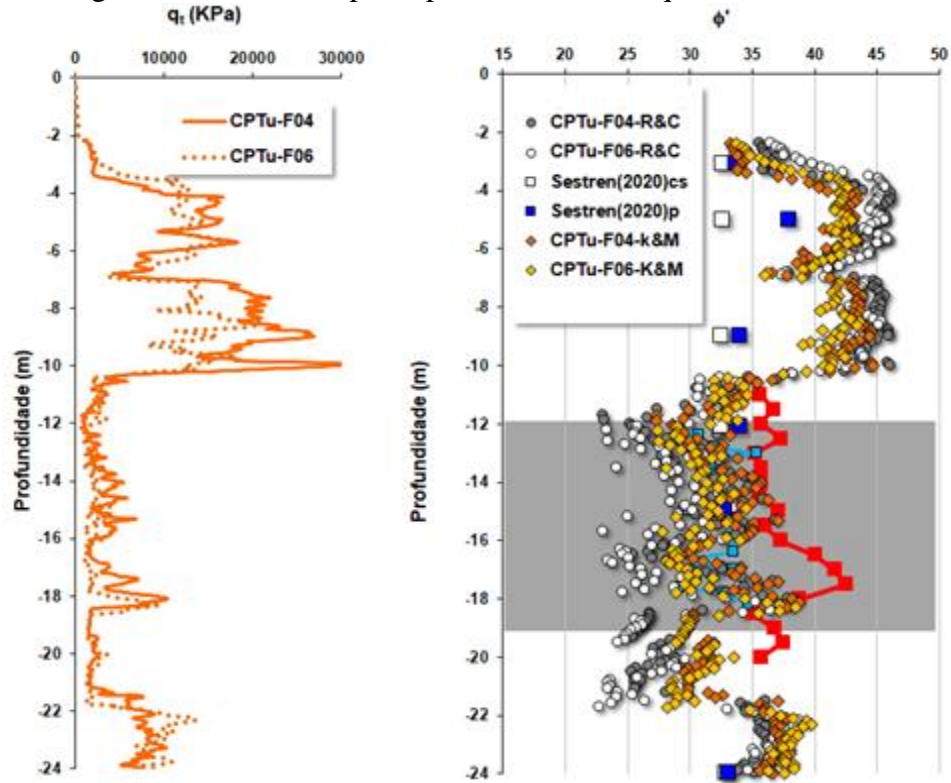 qt (KPa)
0 10000 20000 30000
0
-2
-4
-6
-8
-10
-12
-14
-16
-18
-20
-22
-24
Profundidade (m)
CPTu-F04
CPTu-F06
ϕ'
15 20 25 30 35 40 45 50
0
-2
-4
-6
-8
-10
-12
-14
-16
-18
-20
-22
-24
Profundidade (m)
CPTu-F04-R&C
CPTu-F06-R&C
Sestren(2020)cs
Sestren(2020)p
CPTu-F04-k&M
CPTu-F06-K&M